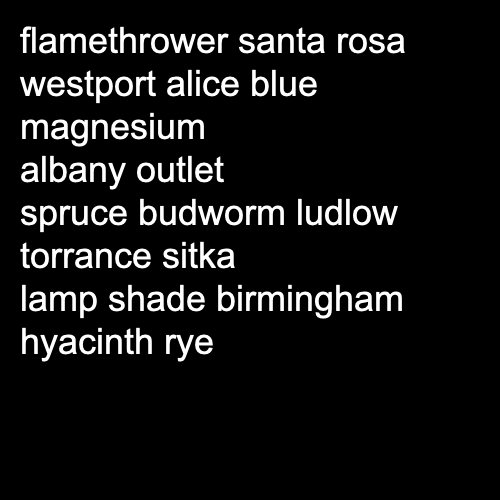 flamethrower santa rosa
westport alice blue
magnesium
albany outlet
spruce budworm ludlow
torrance sitka
lamp shade birmingham
hyacinth rye